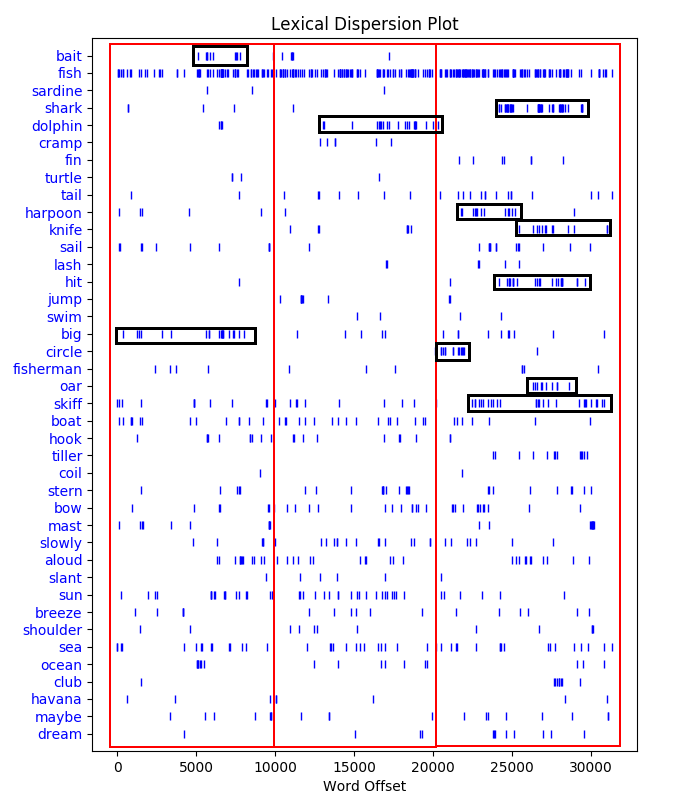 Lexical Dispersion Plot
bait
fish
sardine
shark
dolphin
cramp
fin
turtle
tail
harpoon
knife
sail
lash
hit
jump
swim
big
circle
fisherman
oar
skiff
boat
hook
tiller
coil
stern
bow
mast
slowly
aloud
slant
sun
breeze
shoulder
sea
ocean
club
havana
maybe
dream
0 5000 10000 15000 20000 25000 30000
Word Offset